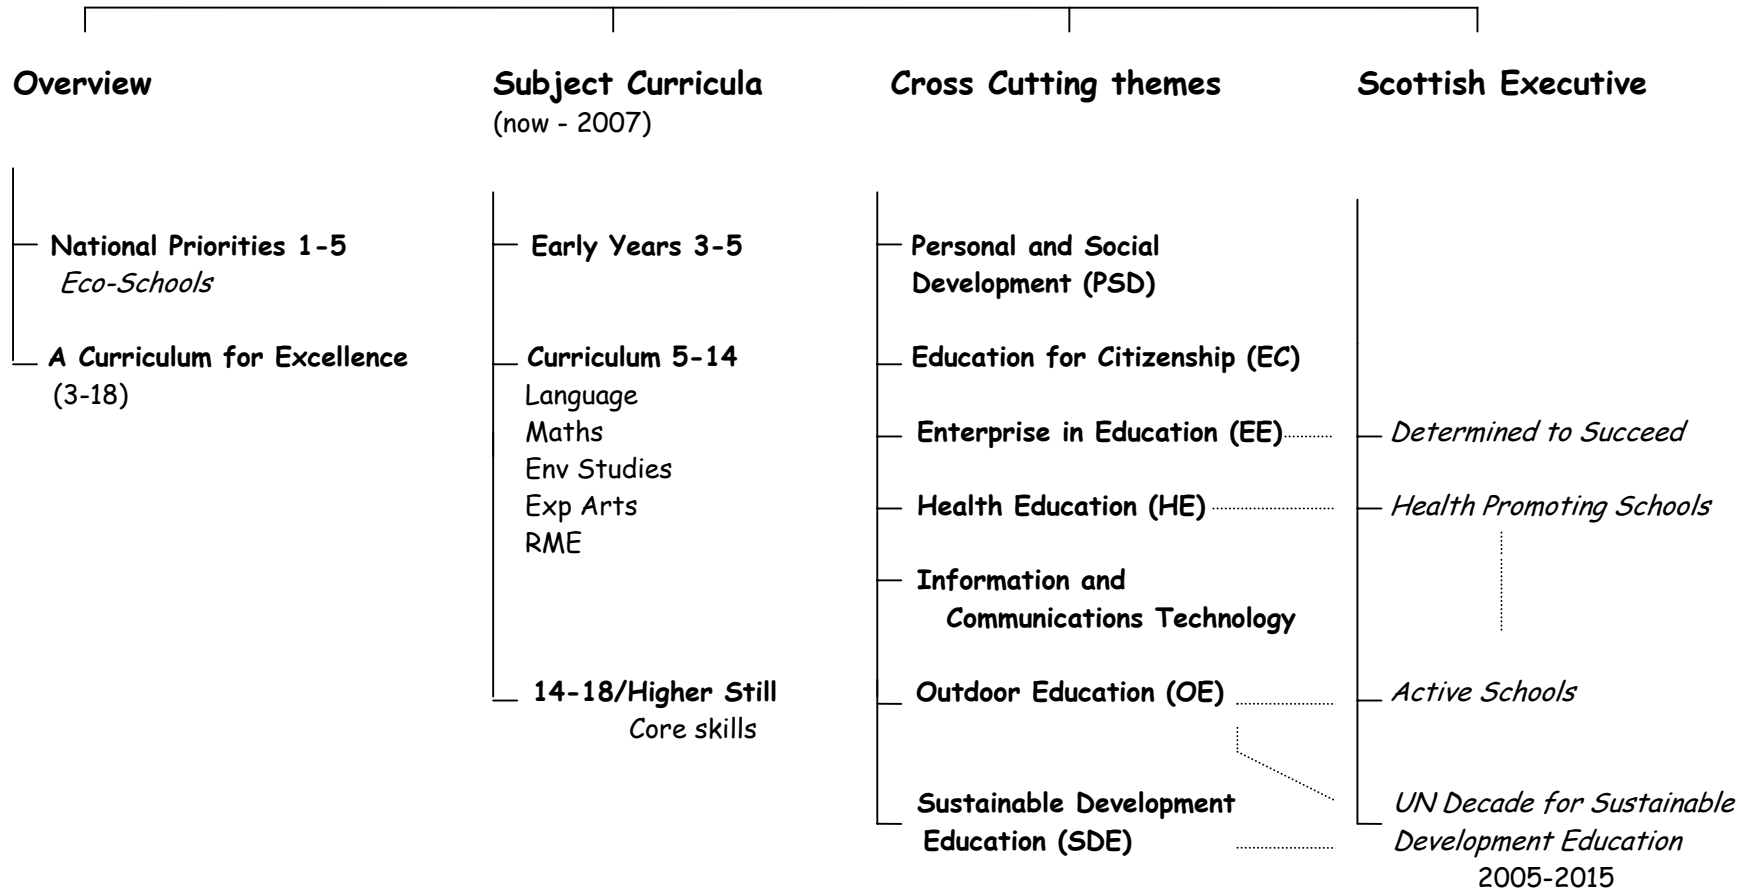 Overview
National Priorities 1-5
Eco-Schools
A Curriculum for Excellence
(3-18)
Subject Curricula
(now - 2007)
Early Years 3-5
Curriculum 5-14
Language
Maths
Env Studies
Exp Arts
RME
14-18/Higher Still
Core skills
Cross Cutting themes
Personal and Social
Development (PSD)
Education for Citizenship (EC)
Enterprise in Education (EE)
Health Education (HE)
Information and
Communications Technology
Outdoor Education (OE)
Sustainable Development
Education (SDE)
Scottish Executive
Determined to Succeed
Health Promoting Schools
Active Schools
UN Decade for Sustainable
Development Education
2005-2015